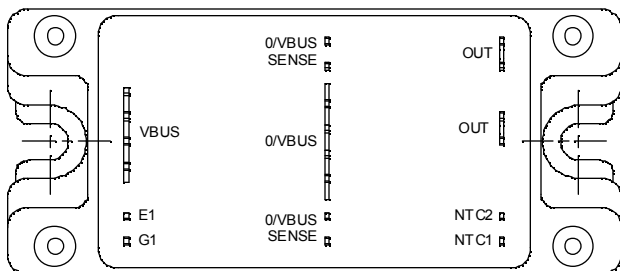 0/VBUS
SENSE
OUT
VBUS
0/VBUS
OUT
E1
G1
0/VBUS
SENSE
NTC2
NTC1